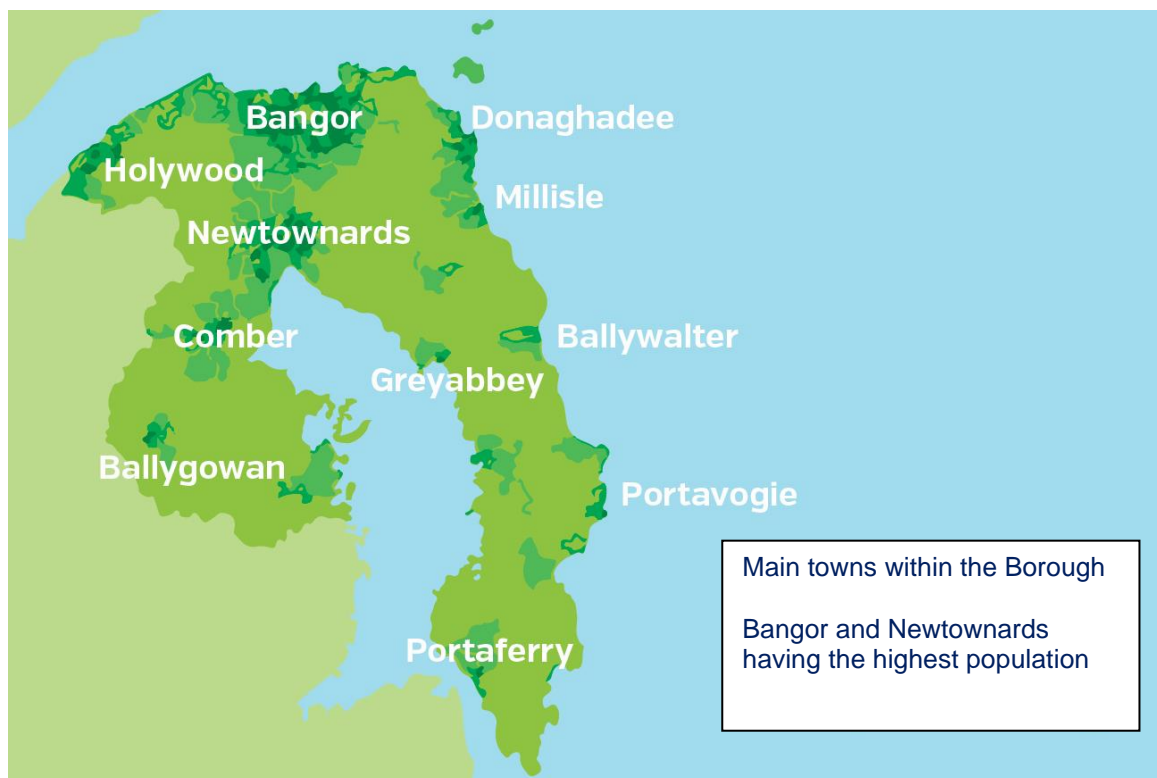 Bangor
Donaghadee
Holywood
Millisle
Newtownards
Comber
Ballywalter
Greyabbey
Ballygowan
Portavogie
Main towns within the Borough
Bangor and Newtownards
having the highest population
Portaferry